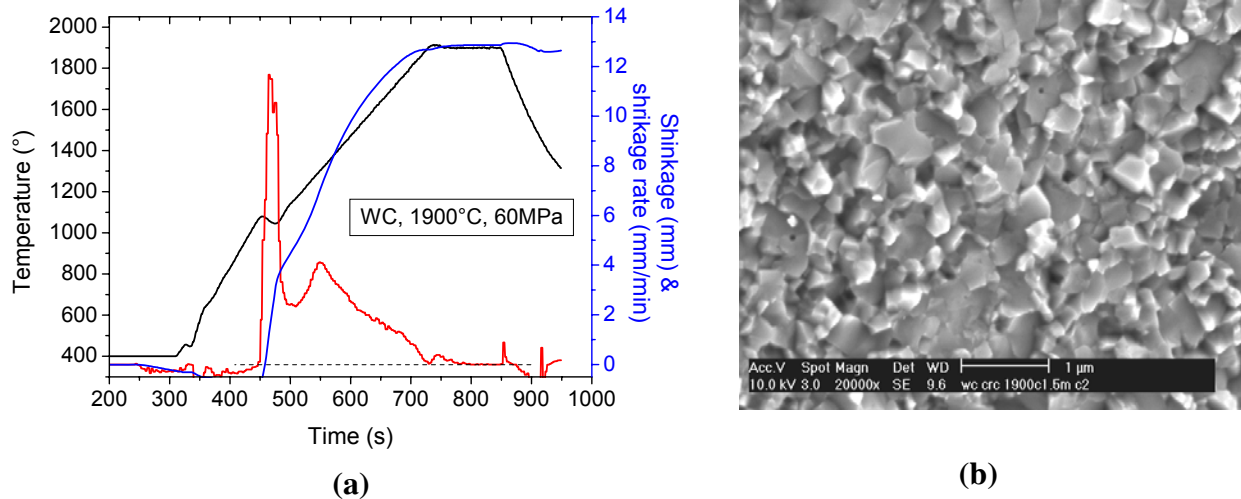 2000
1800
1600
1400
1200
1000
800
600
400
Temperature (°)
200 300 400 500 600 700 800 900 1000
Time (s)
14
12
10
8
6
4
2
0
Shinkage (mm) &
shrikage rate (mm/min)
WC, 1900°C, 60MPa
(a)
Acc.V Spot Magn Det WD 1 µm
10.0 kV 3.0 20000x SE 9.6 wc crc 1900c1.5m c2
(b)